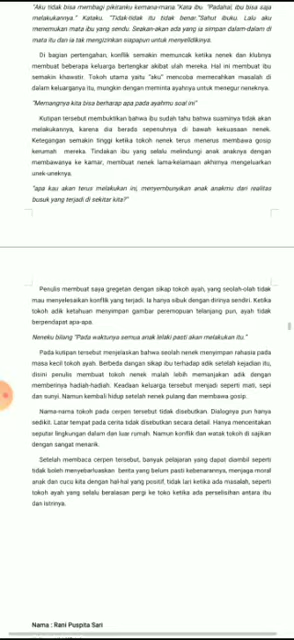 "Aku tidak bisa membagi pikiranku kemana-mana."Kata ibu. "Padahal, ibu bisa saja
melakukannya." Kataku. "Tidak-tidak itu tidak benar."Sahut ibuku. Lalu aku
menemukan mata ibu yang sendu. Seakan-akan ada yang ia simpan dalam-dalam di
mata itu dan ia tak mengizinkan siapapun untuk menyelidikinya.
Di bagian pertengahan, konflik semakin memuncak ketika nenek dan klubnya
membuat beberapa keluarga bertengkar akibat ulah mereka. Hal ini membuat ibu
semakin khawatir. Tokoh utama yaitu "aku" mencoba memecahkan masalah di
dalam keluarganya itu, mungkin dengan meminta ayahnya untuk menegur neneknya.
"Memangnya kita bisa berharap apa pada ayahmu soal ini"
Kutipan tersebut membuktikan bahwa ibu sudah tahu bahwa suaminya tidak akan
melakukannya, karena dia berada sepenuhnya di bawah kekuasaan nenek.
Ketegangan semakin tinggi ketika tokoh nenek terus menerus membawa gosip
kerumah mereka. Tindakan ibu yang selalu melindungi anak anaknya dengan
membawanya ke kamar, membuat nenek lama-kelamaan akhirnya mengeluarkan
unek-uneknya.
"apa kau akan terus melakukan ini, menyembunyikan anak anakmu dari realitas
busuk yang terjadi di sekitar kita?"
Penulis membuat saya gregetan dengan sikap tokoh ayah, yang seolah-olah tidak
mau menyelesaikan konflik yang terjadi. Ia hanya sibuk dengan dirinya sendiri. Ketika
tokoh adik ketahuan menyimpan gambar peremopuan telanjang pun, ayah tidak
berpendapat apa-apa.
Neneku bilang "Pada waktunya semua anak lelaki pasti akan melakukan itu."
Pada kutipan tersebut menjelaskan bahwa seolah nenek menyimpan rahasia pada
masa kecil tokoh ayah. Berbeda dangan sikap ibu terhadap adik setelah kejadian itu,
disini penulis membuat tokoh nenek malah lebih memanjakan adik dengan
memberinya hadiah-hadiah. Keadaan keluarga tersebut menjadi seperti mati, sepi
dan sunyi. Namun kembali hidup setelah nenek pulang dan membawa gosip.
Nama-nama tokoh pada cerpen tersebut tidak disebutkan. Dialognya pun hanya
sedikit. Latar tempat pada cerita tidak disebutkan secara detail. Hanya menceritakan
seputar lingkungan dalam dan luar rumah. Namun konflik dan watak tokoh di sajikan
dengan sangat menarik.
Setelah membaca cerpen tersebut, banyak pelajaran yang dapat diambil seperti
tidak boleh menyebarluaskan berita yang belum pasti kebenarannya, menjaga moral
anak dan cucu kita dengan hal-hal yang positif, tidak lari ketika ada masalah, seperti
tokoh ayah yang selalu beralasan pergi ke toko ketika ada perselisihan antara ibu
dan istrinya.
Nama : Rani Puspita Sari